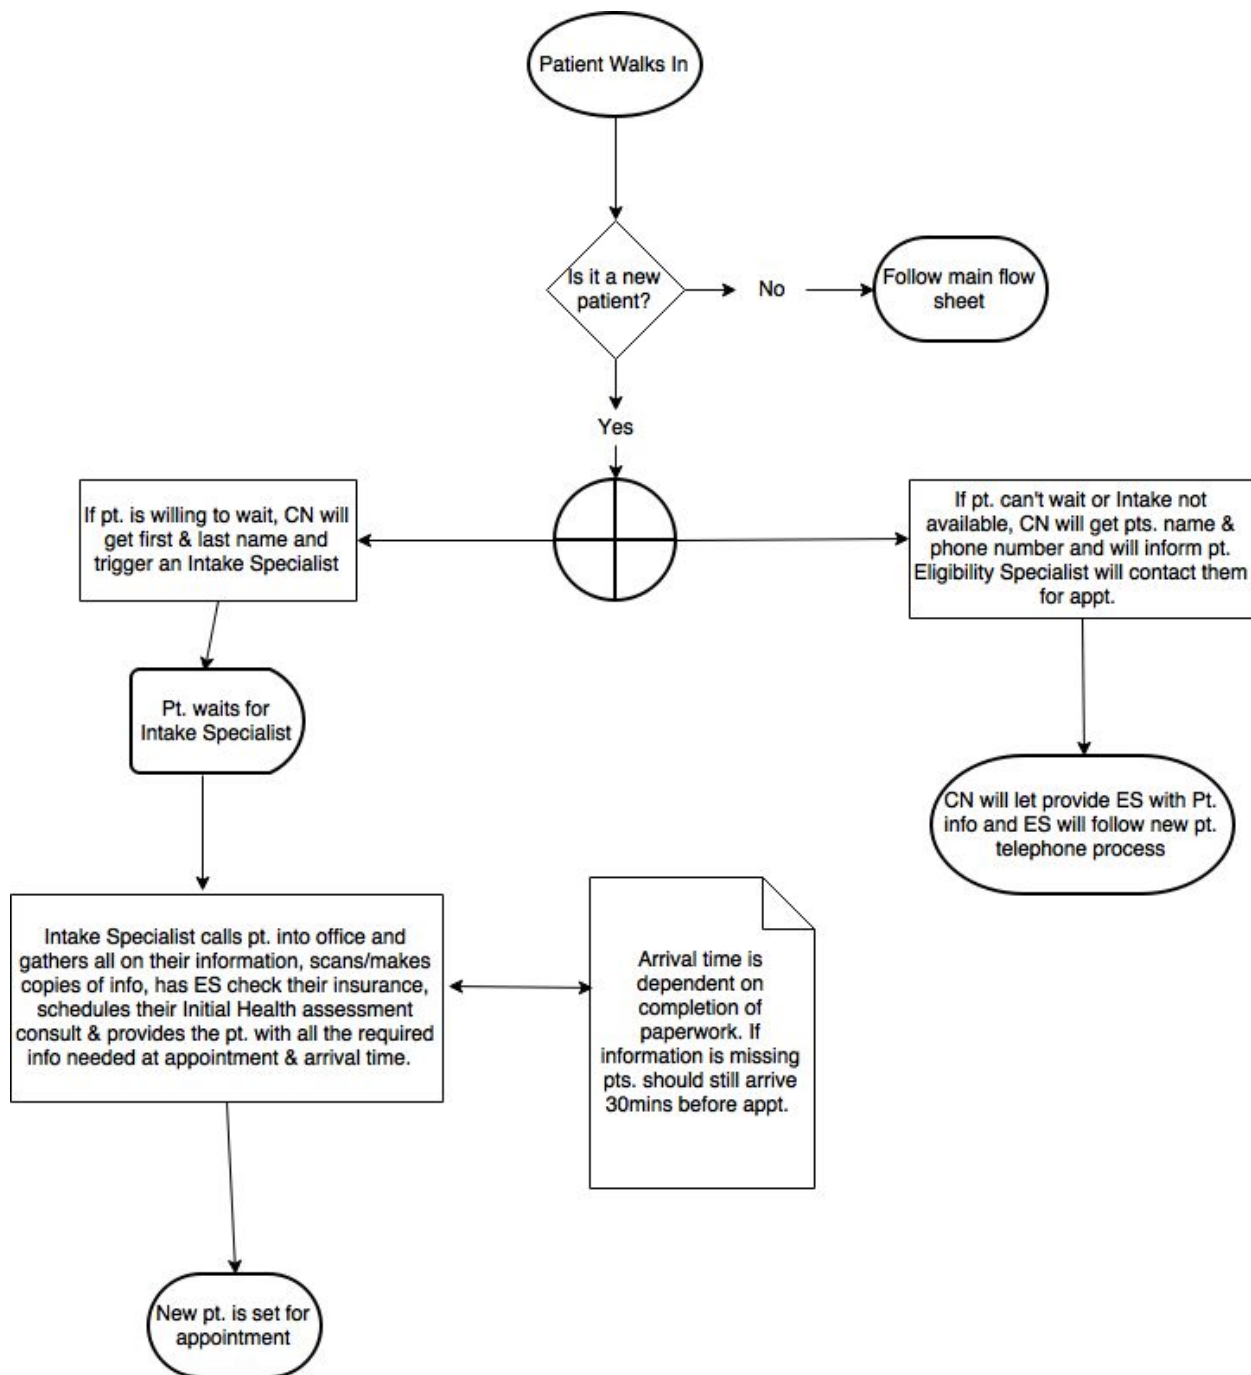 Patient Walks In
Is it a new
patient?
No
Follow main flow
sheet
Yes
If pt. is willing to wait, CN will
get first & last name and
trigger an Intake Specialist
If pt. can't wait or Intake not
available, CN will get pts. name &
phone number and will inform pt.
Eligibility Specialist will contact them
for appt.
Pt. waits for
Intake Specialist
CN will let provide ES with Pt.
info and ES will follow new pt.
telephone process
Intake Specialist calls pt. into office and
gathers all on their information, scans/makes
copies of info, has ES check their insurance,
schedules their Initial Health assessment
consult & provides the pt. with all the required
info needed at appointment & arrival time.
Arrival time is
dependent on
completion of
paperwork. If
information is missing
pts. should still arrive
30mins before appt.
New pt. is set for
appointment